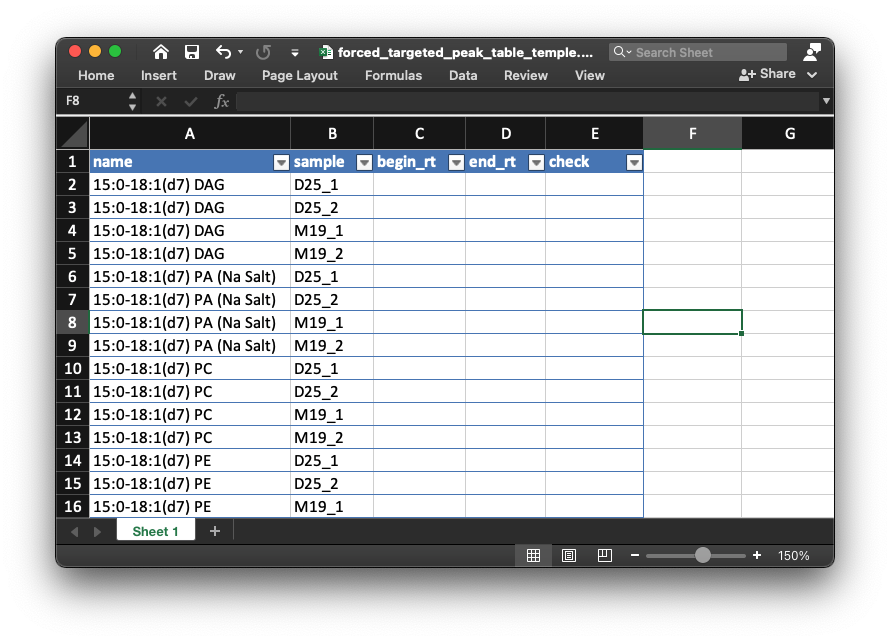 forced_targeted_peak_table_temple....
Search Sheet
Home Insert Draw Page Layout Formulas Data Review View Share
F8 fx
A B C D E F G
1 name sample begin_rt end_rt check
2 15:0-18:1(d7) DAG D25_1
3 15:0-18:1(d7) DAG D25_2
4 15:0-18:1(d7) DAG M19_1
5 15:0-18:1(d7) DAG M19_2
6 15:0-18:1(d7) PA (Na Salt) D25_1
7 15:0-18:1(d7) PA (Na Salt) D25_2
8 15:0-18:1(d7) PA (Na Salt) M19_1
9 15:0-18:1(d7) PA (Na Salt) M19_2
10 15:0-18:1(d7) PC D25_1
11 15:0-18:1(d7) PC D25_2
12 15:0-18:1(d7) PC M19_1
13 15:0-18:1(d7) PC M19_2
14 15:0-18:1(d7) PE D25_1
15 15:0-18:1(d7) PE D25_2
16 15:0-18:1(d7) PE M19_1
Sheet 1 +
150%